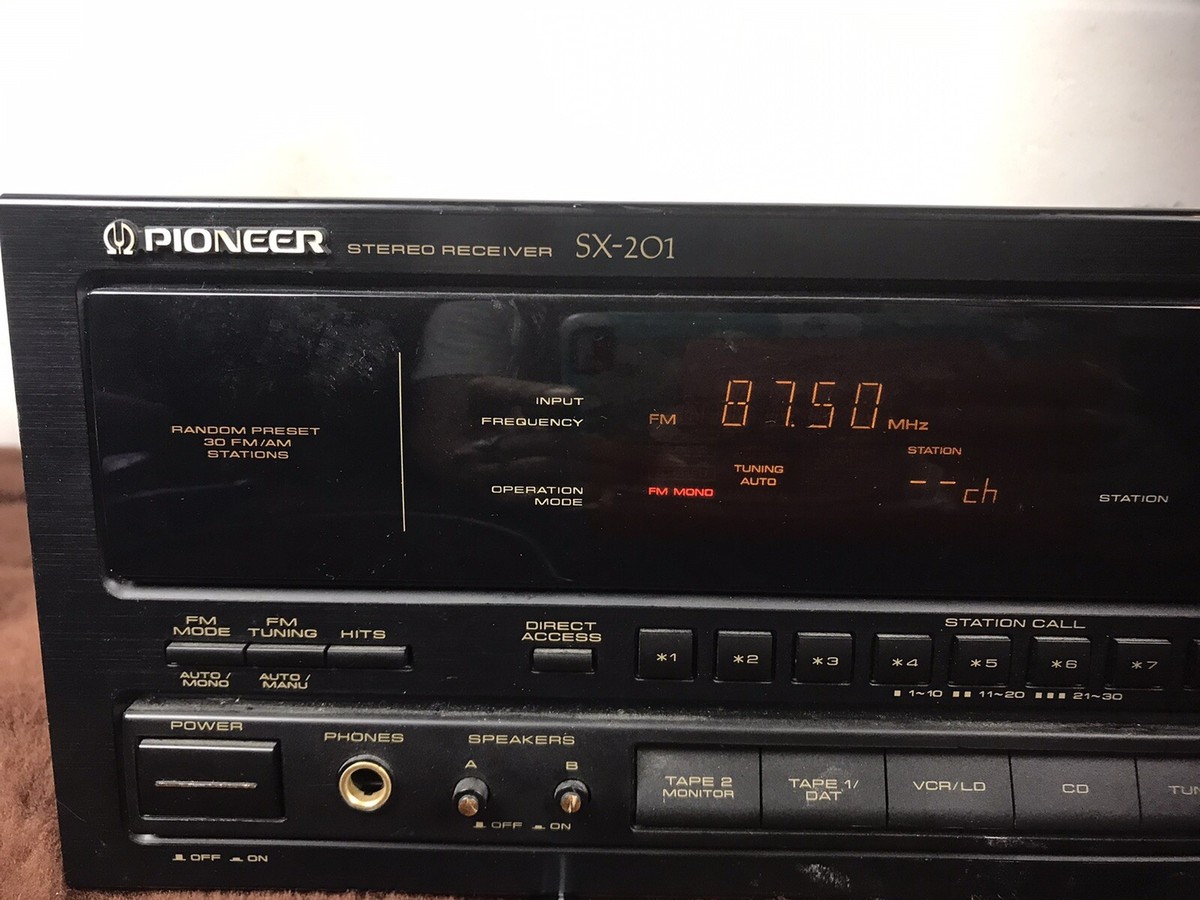 PIONEER STEREO RECEIVER SX-201
RANDOM PRESET
30 FM/AM
STATIONS
INPUT
FREQUENCY
FM 87.50 MHz
STATION
TUNING
AUTO
OPERATION
MODE
FM MONO
-- ch
STATION
FM
MODE
FM
TUNING
HITS
AUTO/
MONO
AUTO/
MANU
DIRECT
ACCESS
STATION CALL
*1 *2 *3 *4 *5 *6 *7
1~10 11~20 21~30
POWER
OFF ON
PHONES
SPEAKERS
A B
OFF ON
TAPE 2
MONITOR
TAPE 1/
DAT
VCR/LD
CD